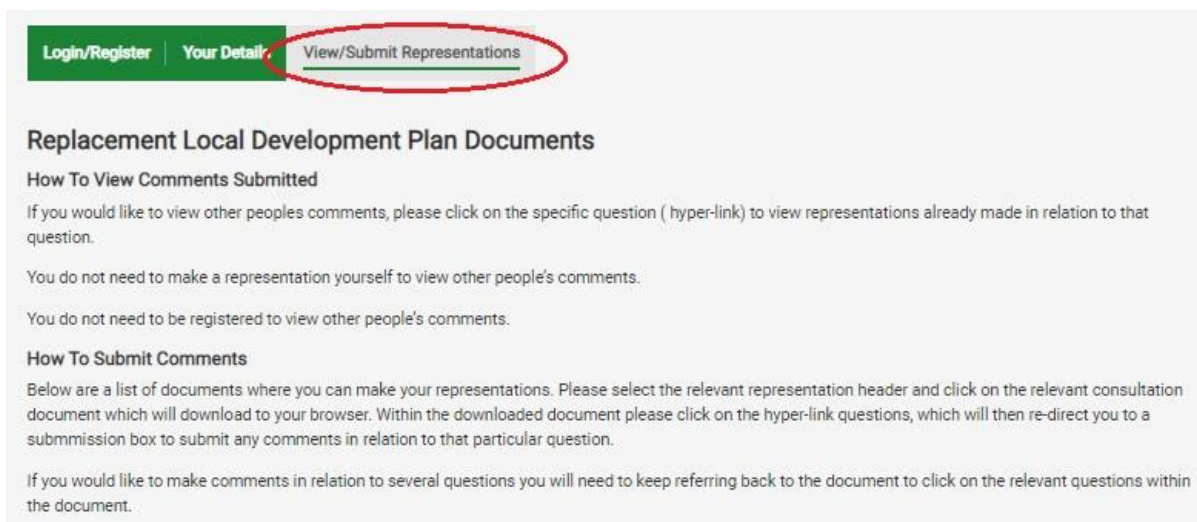 Login/Register Your Details View/Submit Representations
Replacement Local Development Plan Documents
How To View Comments Submitted
If you would like to view other peoples comments, please click on the specific question ( hyper-link) to view representations already made in relation to that
question.
You do not need to make a representation yourself to view other people's comments.
You do not need to be registered to view other people's comments.
How To Submit Comments
Below are a list of documents where you can make your representations. Please select the relevant representation header and click on the relevant consultation
document which will download to your browser. Within the downloaded document please click on the hyper-link questions, which will then re-direct you to a
submmission box to submit any comments in relation to that particular question.
If you would like to make comments in relation to several questions you will need to keep referring back to the document to click on the relevant questions within
the document.